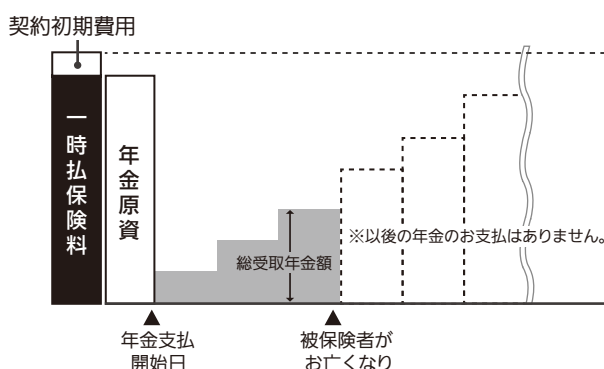 契約初期費用
一時払保険料
年金原資
総受取年金額
※以後の年金のお支払はありません。
年金支払
開始日
被保険者が
お亡くなり